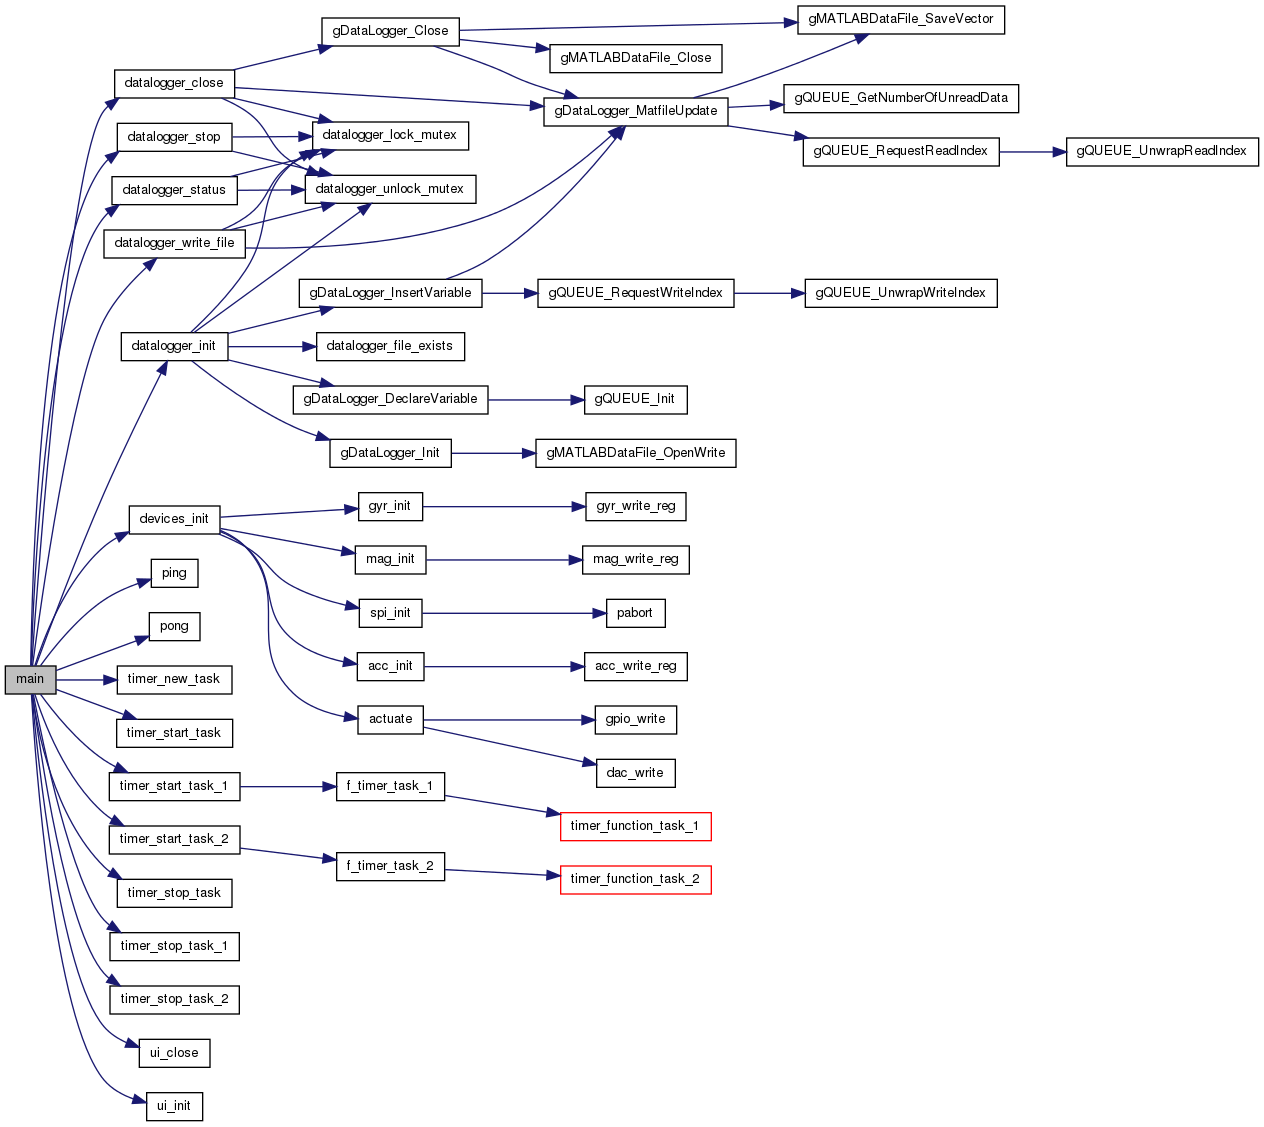 gMATLABDataFile_SaveVector
gDataLogger_Close
gMATLABDataFile_Close
datalogger_close
gQUEUE_GetNumberOfUnreadData
gDataLogger_MatfileUpdate
datalogger_stop
datalogger_lock_mutex
gQUEUE_RequestReadIndex
gQUEUE_UnwrapReadIndex
datalogger_status
datalogger_unlock_mutex
datalogger_write_file
gDataLogger_InsertVariable
gQUEUE_RequestWriteIndex
gQUEUE_UnwrapWriteIndex
datalogger_init
datalogger_file_exists
gDataLogger_DeclareVariable
gQUEUE_Init
gDataLogger_Init
gMATLABDataFile_OpenWrite
devices_init
gyr_init
gyr_write_reg
mag_init
mag_write_reg
ping
spi_init
pabort
pong
acc_init
acc_write_reg
main
timer_new_task
actuate
gpio_write
timer_start_task
dac_write
timer_start_task_1
f_timer_task_1
timer_function_task_1
timer_start_task_2
f_timer_task_2
timer_function_task_2
timer_stop_task
timer_stop_task_1
timer_stop_task_2
ui_close
ui_init